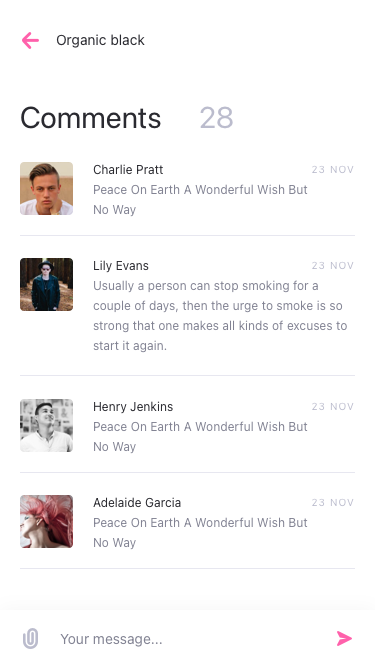 Organic black
Comments 28
Charlie Pratt 23 NOV
Peace On Earth A Wonderful Wish But
No Way
Lily Evans 23 NOV
Usually a person can stop smoking for a
couple of days, then the urge to smoke is so
strong that one makes all kinds of excuses to
start it again.
Henry Jenkins 23 NOV
Peace On Earth A Wonderful Wish But
No Way
Adelaide Garcia 23 NOV
Peace On Earth A Wonderful Wish But
No Way
Your message...